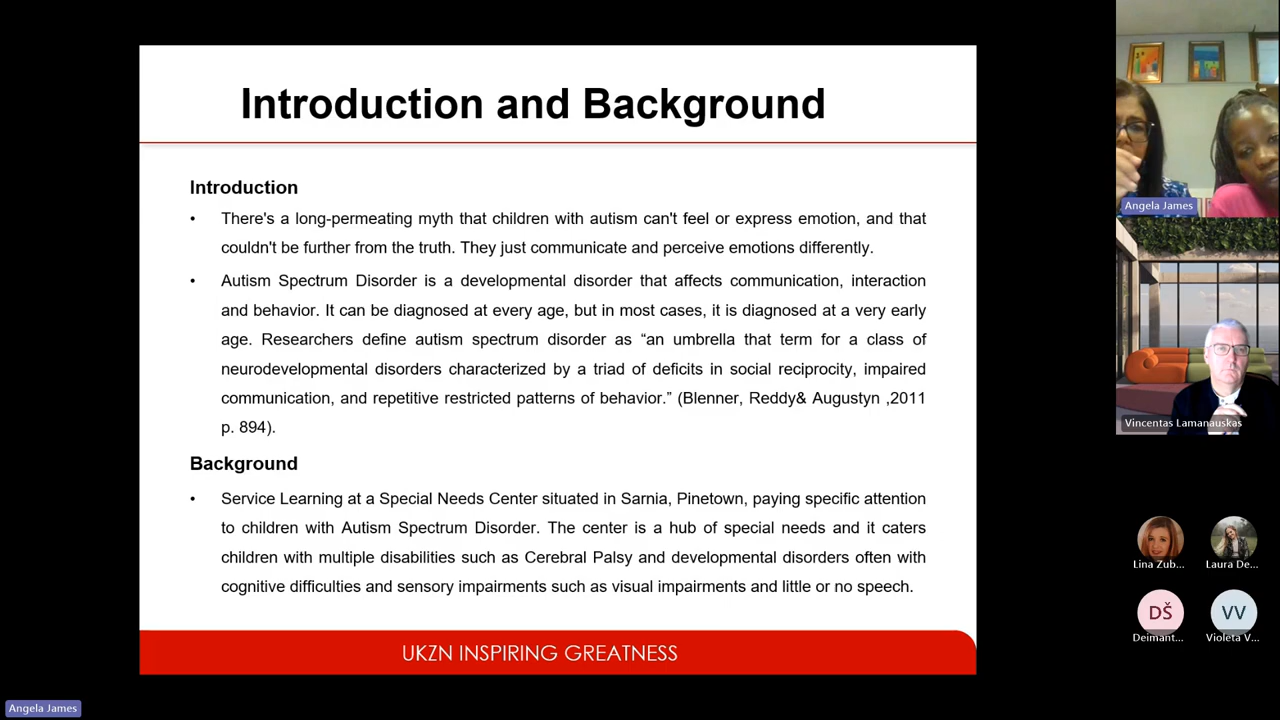 Introduction and Background
Introduction
• There's a long-permeating myth that children with autism can't feel or express emotion, and that
couldn't be further from the truth. They just communicate and perceive emotions differently.
• Autism Spectrum Disorder is a developmental disorder that affects communication, interaction
and behavior. It can be diagnosed at every age, but in most cases, it is diagnosed at a very early
age. Researchers define autism spectrum disorder as “an umbrella that term for a class of
neurodevelopmental disorders characterized by a triad of deficits in social reciprocity, impaired
communication, and repetitive restricted patterns of behavior.” (Blenner, Reddy& Augustyn ,2011
p. 894).
Background
• Service Learning at a Special Needs Center situated in Sarnia, Pinetown, paying specific attention
to children with Autism Spectrum Disorder. The center is a hub of special needs and it caters
children with multiple disabilities such as Cerebral Palsy and developmental disorders often with
cognitive difficulties and sensory impairments such as visual impairments and little or no speech.
UKZN INSPIRING GREATNESS
Angela James
Vincentas Lamanauskas
Lina Zub...
Laura De...
DŠ
Deimant...
VV
Violeta V...
Angela James